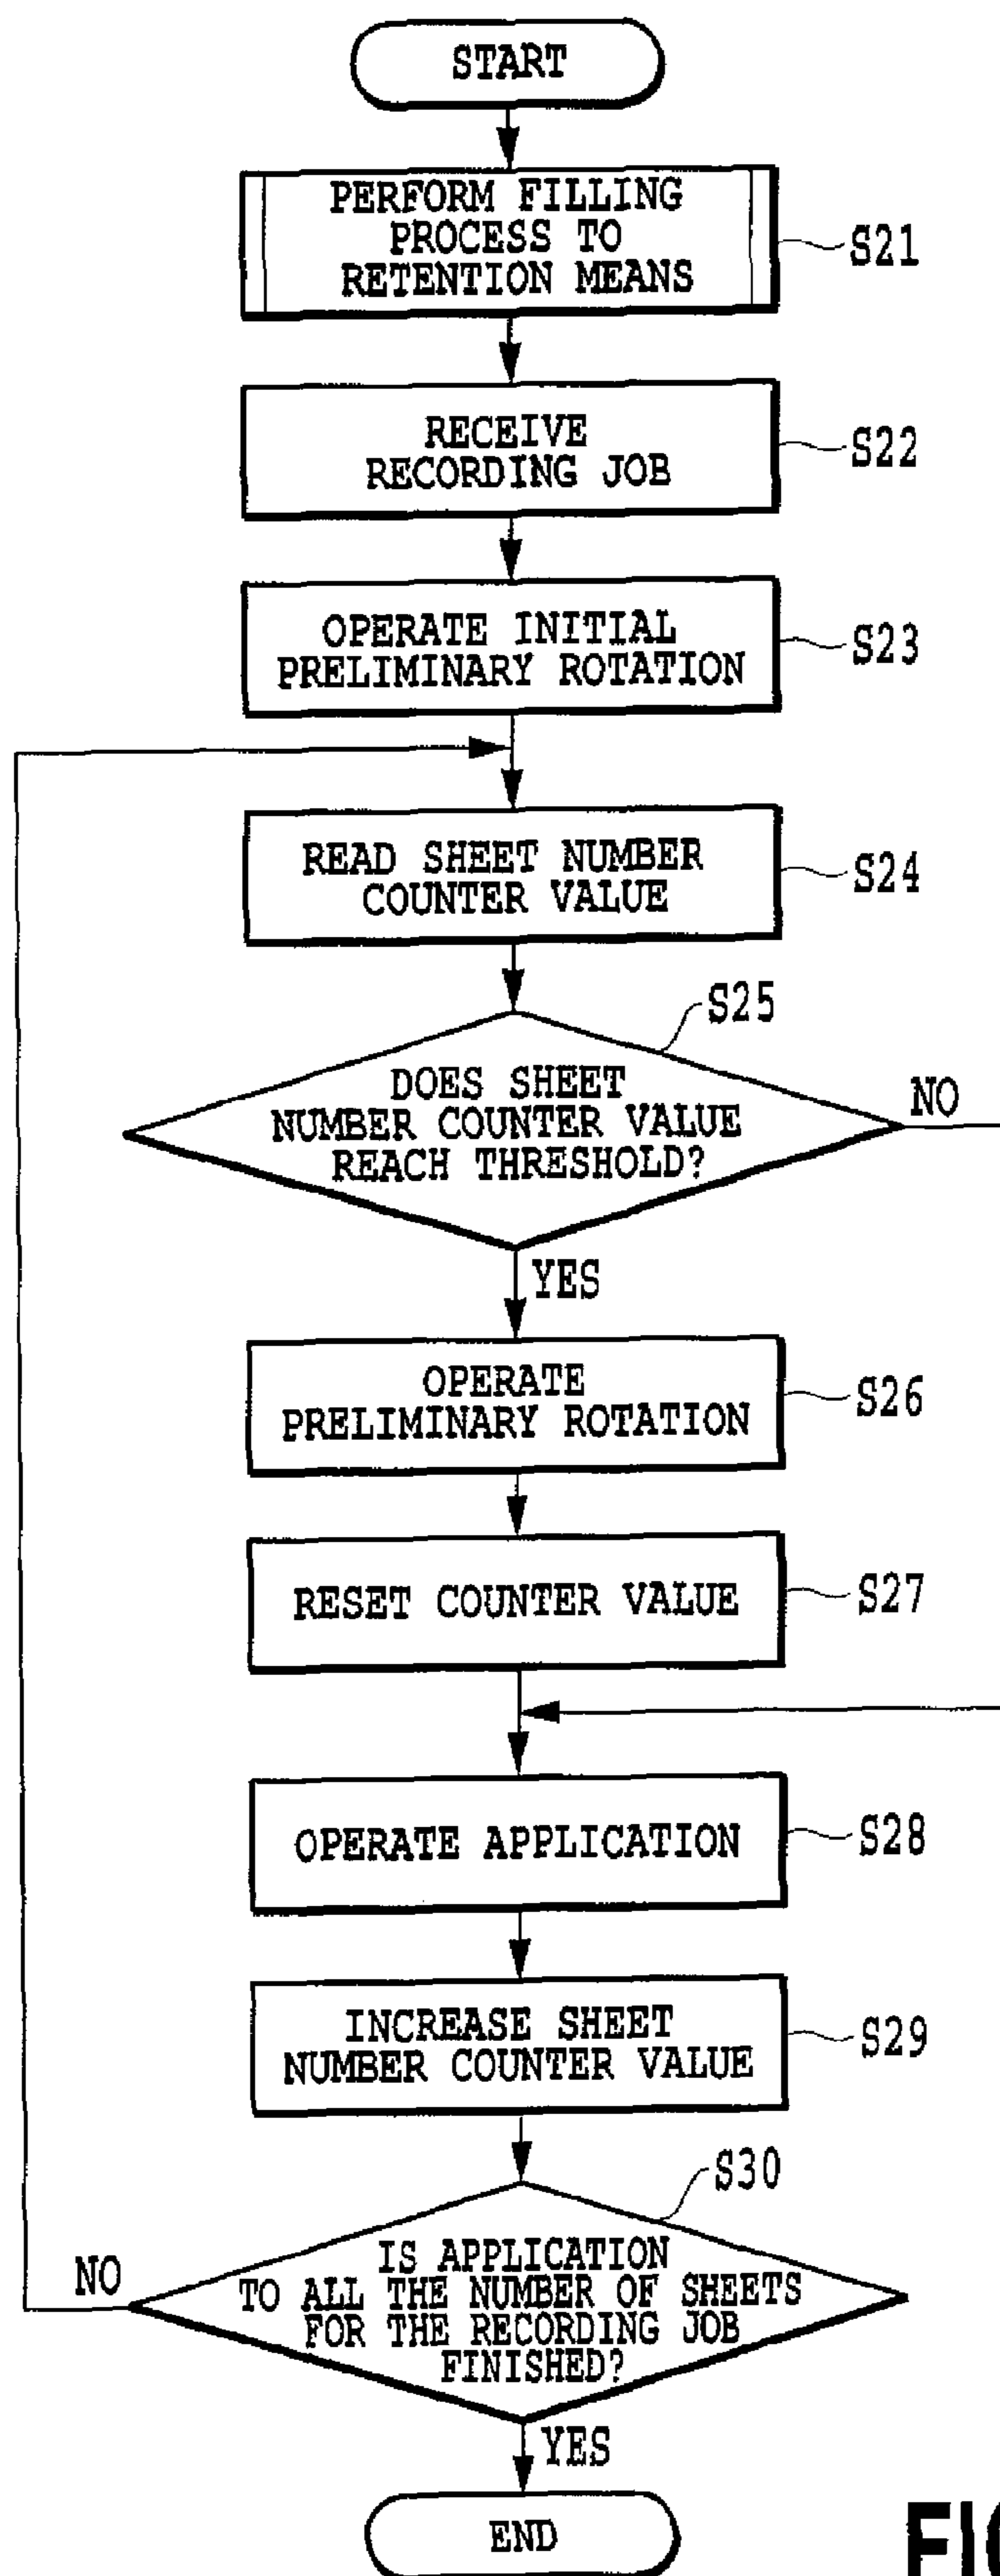 START
PERFORM FILLING
PROCESS TO
RETENTION MEANS
S21
RECEIVE
RECORDING JOB
S22
OPERATE INITIAL
PRELIMINARY ROTATION
S23
READ SHEET NUMBER
COUNTER VALUE
S24
S25
DOES SHEET
NUMBER COUNTER VALUE
REACH THRESHOLD?
NO
YES
OPERATE
PRELIMINARY ROTATION
S26
RESET COUNTER VALUE
S27
OPERATE APPLICATION
S28
INCREASE SHEET
NUMBER COUNTER VALUE
S29
S30
IS APPLICATION
TO ALL THE NUMBER OF SHEETS
FOR THE RECORDING JOB
FINISHED?
NO
YES
END